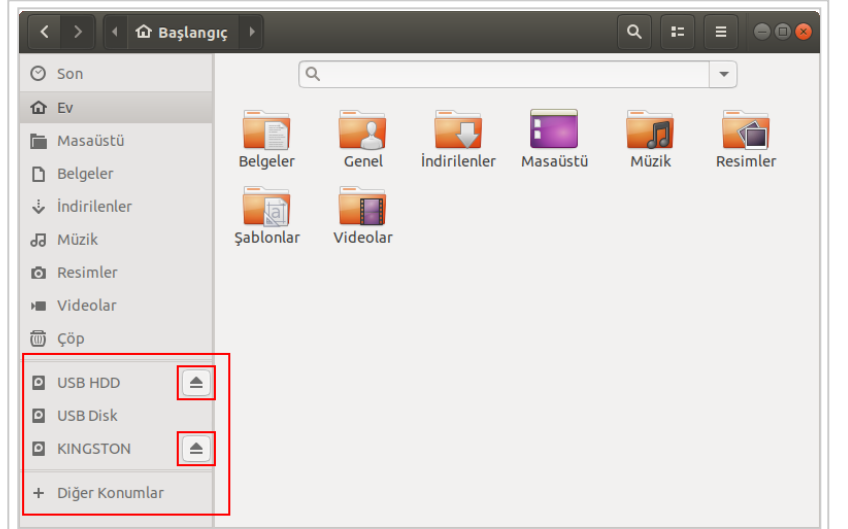 Başlangıç
Son
Ev
Masaüstü
Belgeler
İndirilenler
Müzik
Resimler
Videolar
Çöp
USB HDD
USB Disk
KINGSTON
Diğer Konumlar
Belgeler
Genel
İndirilenler
Masaüstü
Müzik
Resimler
Şablonlar
Videolar